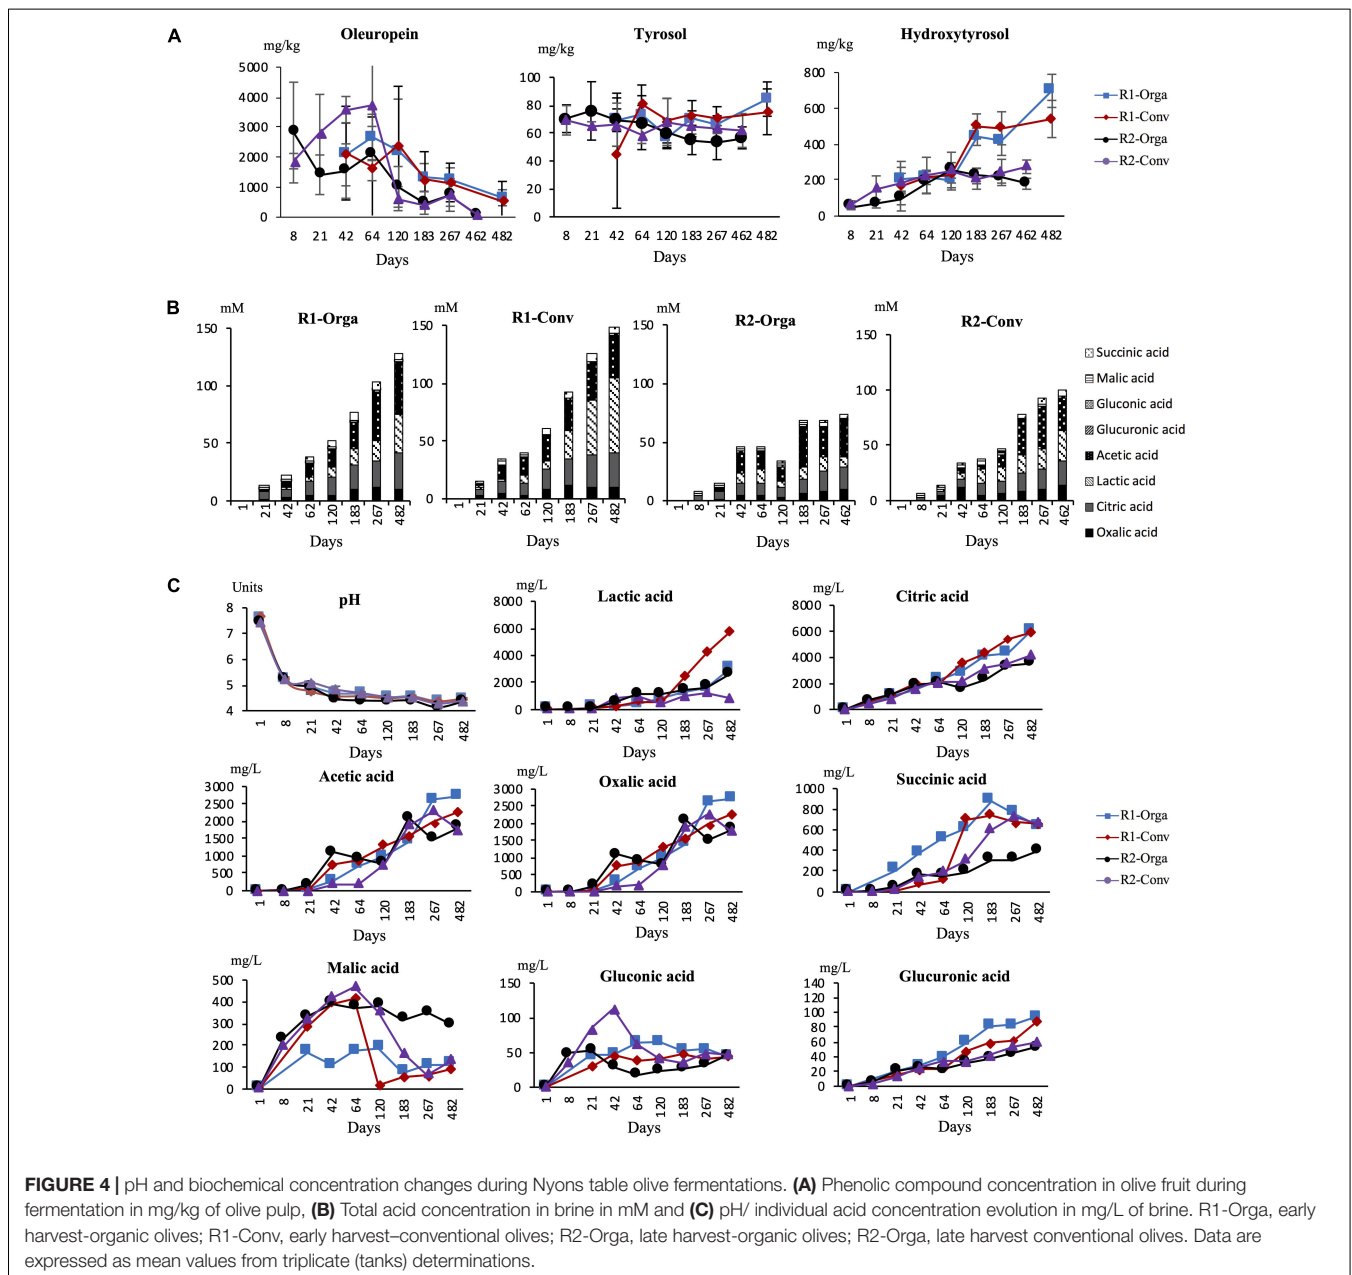 A
Oleuropein
Tyrosol
Hydroxytyrosol
mg/kg
mg/kg
mg/kg
5000
4000
3000
2000
1000
0
8 21 42 64 120 183 267 462 482
Days
100
80
60
40
20
0
8 21 42 64 120 183 267 462 482
Days
800
600
400
200
0
8 21 42 64 120 183 267 462 482
Days
R1-Orga
R1-Conv
R2-Orga
R2-Conv
B
mM
R1-Orga
150
100
50
0
1 21 42 62 120 183 267 482
Days
mM
R1-Conv
150
100
50
0
1 21 42 62 120 183 267 482
Days
mM
R2-Orga
150
100
50
0
1 8 21 42 64 120 183 267 462
Days
mM
R2-Conv
150
100
50
0
1 8 21 42 64 120 183 267 462
Days
Succinic acid
Malic acid
Gluconic acid
Glucuronic acid
Acetic acid
Lactic acid
Citric acid
Oxalic acid
C
Units
pH
8
7
6
5
4
1 8 21 42 64 120 183 267 482
Days
mg/L
Lactic acid
8000
6000
4000
2000
0
1 8 21 42 64 120 183 267 482
Days
mg/L
Citric acid
8000
6000
4000
2000
0
1 8 21 42 64 120 183 267 482
Days
mg/L
Acetic acid
3000
2500
2000
1500
1000
500
0
1 8 21 42 64 120 183 267 482
Days
mg/L
Oxalic acid
3000
2500
2000
1500
1000
500
0
1 8 21 42 64 120 183 267 482
Days
mg/L
Succinic acid
1000
800
600
400
200
0
1 8 21 42 64 120 183 267 482
Days
R1-Orga
R1-Conv
R2-Orga
R2-Conv
mg/L
Malic acid
500
400
300
200
100
0
1 8 21 42 64 120 183 267 482
Days
mg/L
Gluconic acid
150
100
50
0
1 8 21 42 64 120 183 267 482
Days
mg/L
Glucuronic acid
140
120
100
80
60
40
20
0
1 8 21 42 64 120 183 267 482
Days
FIGURE 4 | pH and biochemical concentration changes during Nyons table olive fermentations. (A) Phenolic compound concentration in olive fruit during
fermentation in mg/kg of olive pulp, (B) Total acid concentration in brine in mM and (C) pH/ individual acid concentration evolution in mg/L of brine. R1-Orga, early
harvest-organic olives; R1-Conv, early harvest–conventional olives; R2-Orga, late harvest-organic olives; R2-Orga, late harvest conventional olives. Data are
expressed as mean values from triplicate (tanks) determinations.